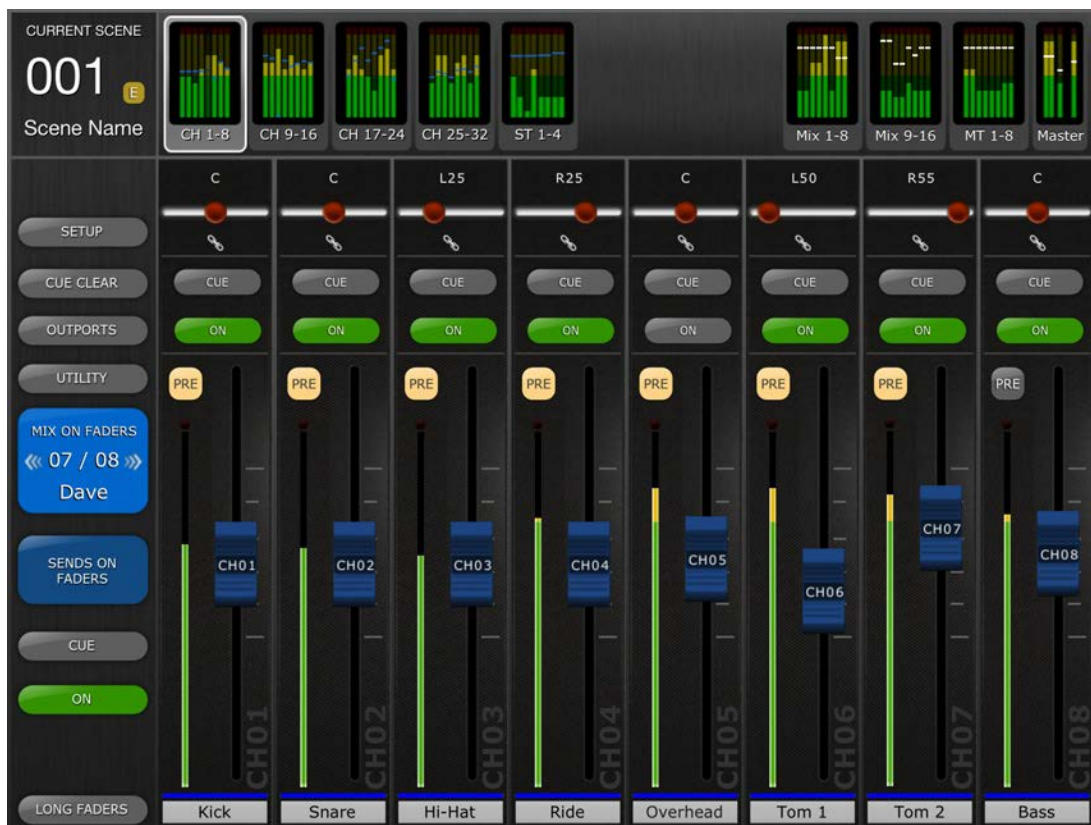 CURRENT SCENE
001 E
Scene Name
CH 1-8 CH 9-16 CH 17-24 CH 25-32 ST 1-4 Mix 1-8 Mix 9-16 MT 1-8 Master
C C L25 R25 C L50 R55 C
SETUP
CUE CLEAR CUE CUE CUE CUE CUE CUE CUE CUE
OUTPORTS ON ON ON ON ON ON ON ON
UTILITY PRE PRE PRE PRE PRE PRE PRE PRE
MIX ON FADERS
07 / 08
Dave
SENDS ON
FADERS
CH01 CH02 CH03 CH04 CH05 CH06 CH07 CH08
CUE
ON
CH01 CH02 CH03 CH04 CH05 CH06 CH07 CH08
LONG FADERS Kick Snare Hi-Hat Ride Overhead Tom 1 Tom 2 Bass